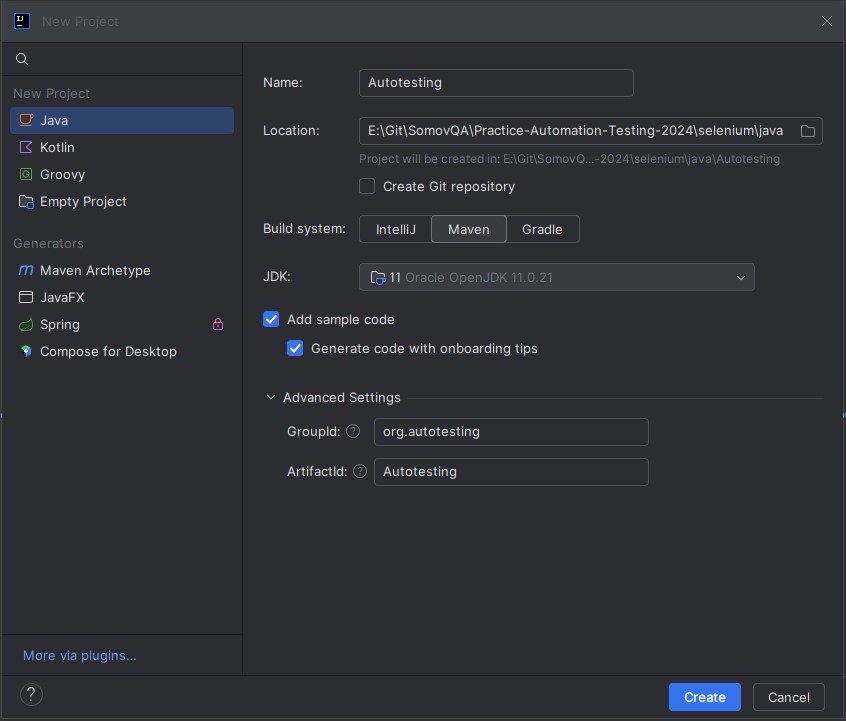 New Project
New Project
Java
Kotlin
Groovy
Empty Project
Generators
Maven Archetype
JavaFX
Spring
Compose for Desktop
More via plugins...
Name: Autotesting
Location: E:\Git\SomovQA\Practice-Automation-Testing-2024\selenium\java
Project will be created in: E:\Git\SomovQ...-2024\selenium\java\Autotesting
Create Git repository
Build system: IntelliJ Maven Gradle
JDK: 11 Oracle OpenJDK 11.0.21
Add sample code
Generate code with onboarding tips
Advanced Settings
GroupId: ? org.autotesting
ArtifactId: ? Autotesting
? Create Cancel